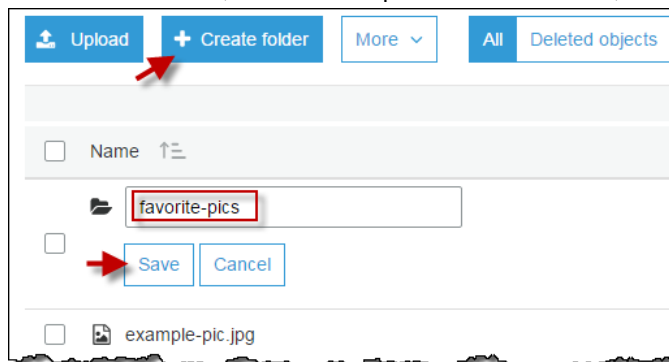 Upload Create folder More All Deleted objects
Name
favorite-pics
Save Cancel
example-pic.jpg